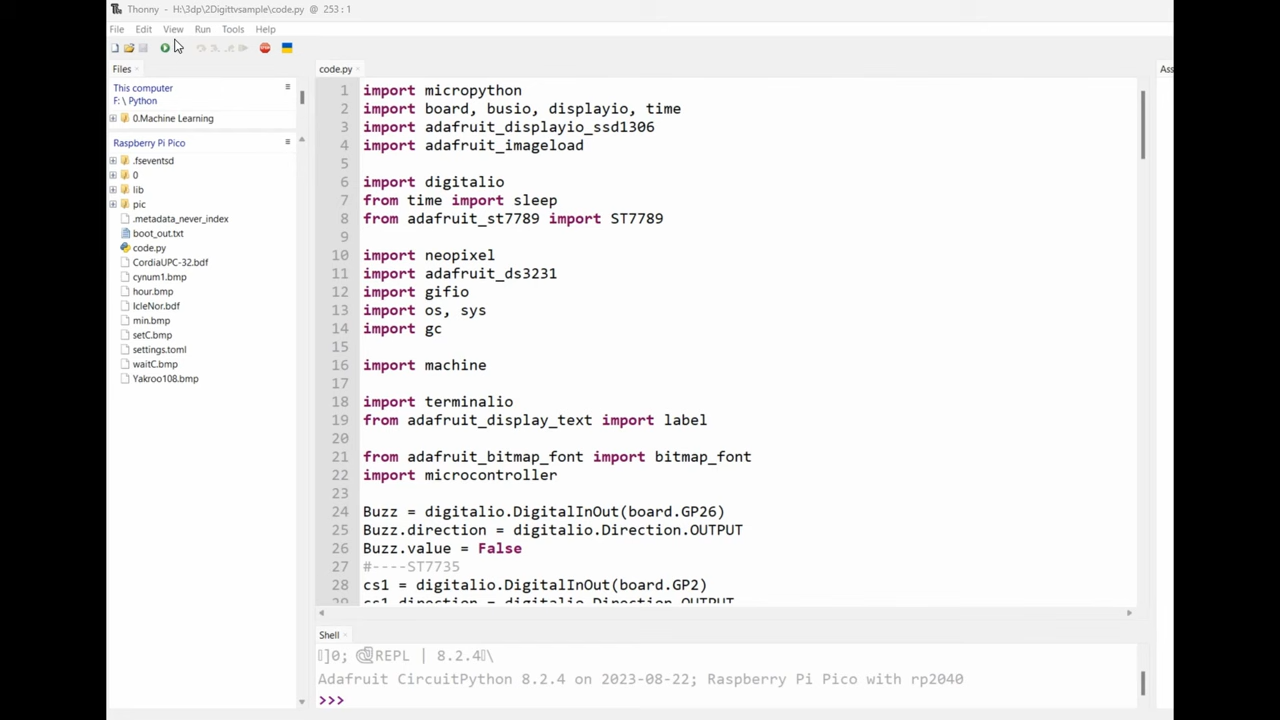 Thonny - H:\3dp\2Digittvsample\code.py @ 253 : 1
File Edit View Run Tools Help
Files
This computer
F: \ Python
0.Machine Learning
Raspberry Pi Pico
.fseventsd
0
lib
pic
.metadata_never_index
boot_out.txt
code.py
CordiaUPC-32.bdf
cynum1.bmp
hour.bmp
IcleNor.bdf
min.bmp
setC.bmp
settings.toml
waitC.bmp
Yakroo108.bmp
code.py
1 import micropython
2 import board, busio, displayio, time
3 import adafruit_displayio_ssd1306
4 import adafruit_imageload
5
6 import digitalio
7 from time import sleep
8 from adafruit_st7789 import ST7789
9
10 import neopixel
11 import adafruit_ds3231
12 import gifio
13 import os, sys
14 import gc
15
16 import machine
17
18 import terminalio
19 from adafruit_display_text import label
20
21 from adafruit_bitmap_font import bitmap_font
22 import microcontroller
23
24 Buzz = digitalio.DigitalInOut(board.GP26)
25 Buzz.direction = digitalio.Direction.OUTPUT
26 Buzz.value = False
27 #----ST7735
28 cs1 = digitalio.DigitalInOut(board.GP2)
29 cs1.direction = digitalio.Direction.OUTPUT
Shell
]0; REPL | 8.2.4\
Adafruit CircuitPython 8.2.4 on 2023-08-22; Raspberry Pi Pico with rp2040
>>>
Ass